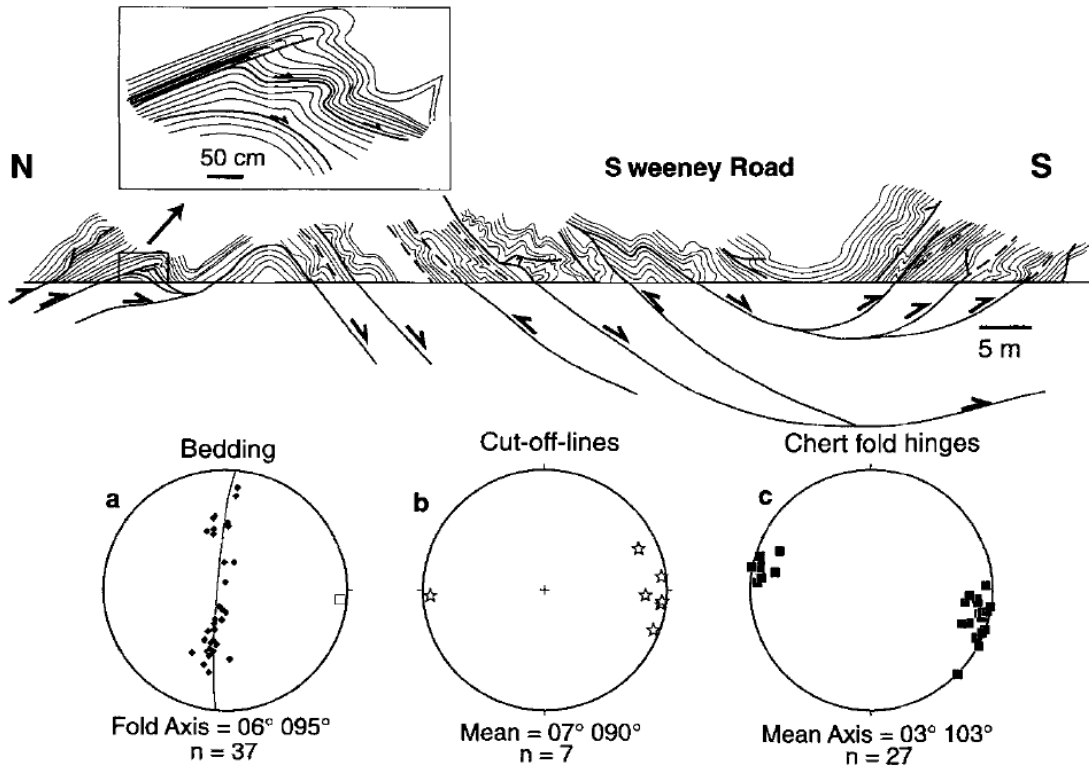 50 cm
N
S weeney Road
S
5 m
Bedding
Cut-off-lines
Chert fold hinges
a
b
c
Fold Axis = 06° 095°
n = 37
Mean = 07° 090°
n = 7
Mean Axis = 03° 103°
n = 27